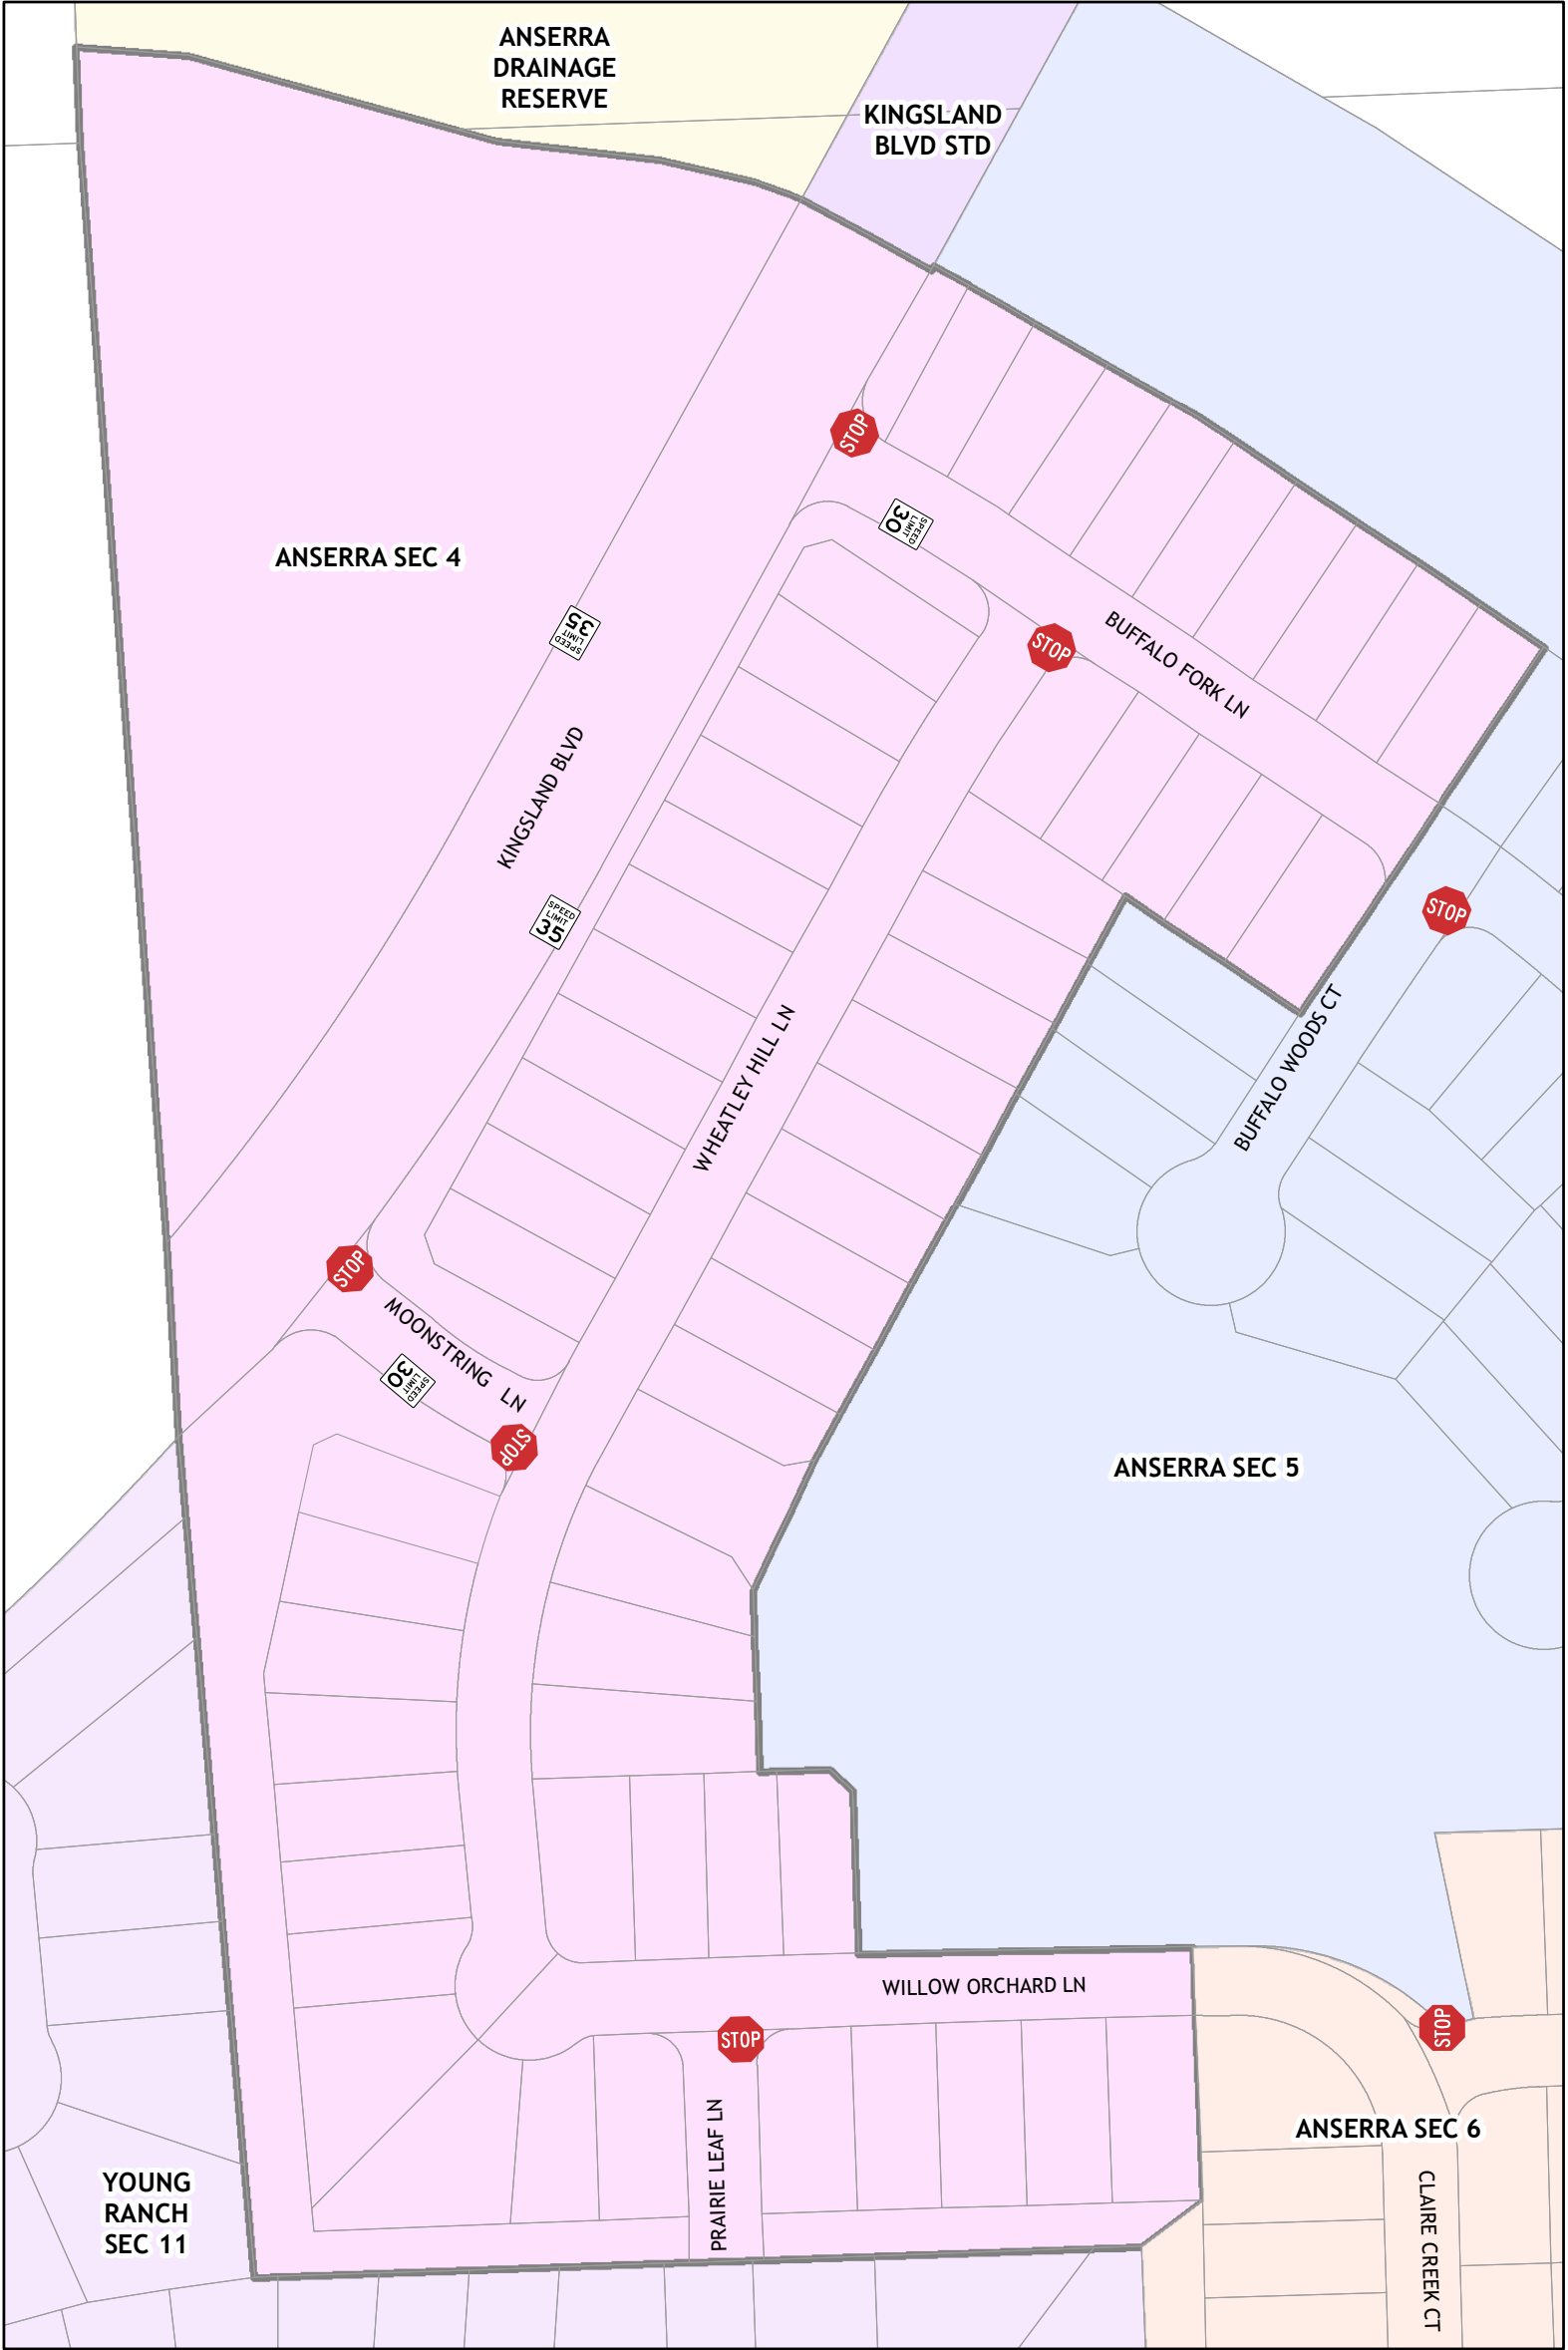 ANSERRA
DRAINAGE
RESERVE
KINGSLAND
BLVD STD
STOP
SPEED
LIMIT
30
ANSERRA SEC 4
SPEED
LIMIT
35
STOP
BUFFALO FORK LN
KINGSLAND BLVD
SPEED
LIMIT
35
STOP
BUFFALO WOODS CT
WHEATLEY HILL LN
STOP
MOONSTRING LN
SPEED
LIMIT
30
STOP
ANSERRA SEC 5
WILLOW ORCHARD LN
STOP
STOP
PRAIRIE LEAF LN
ANSERRA SEC 6
CLAIRE CREEK CT
YOUNG
RANCH
SEC 11